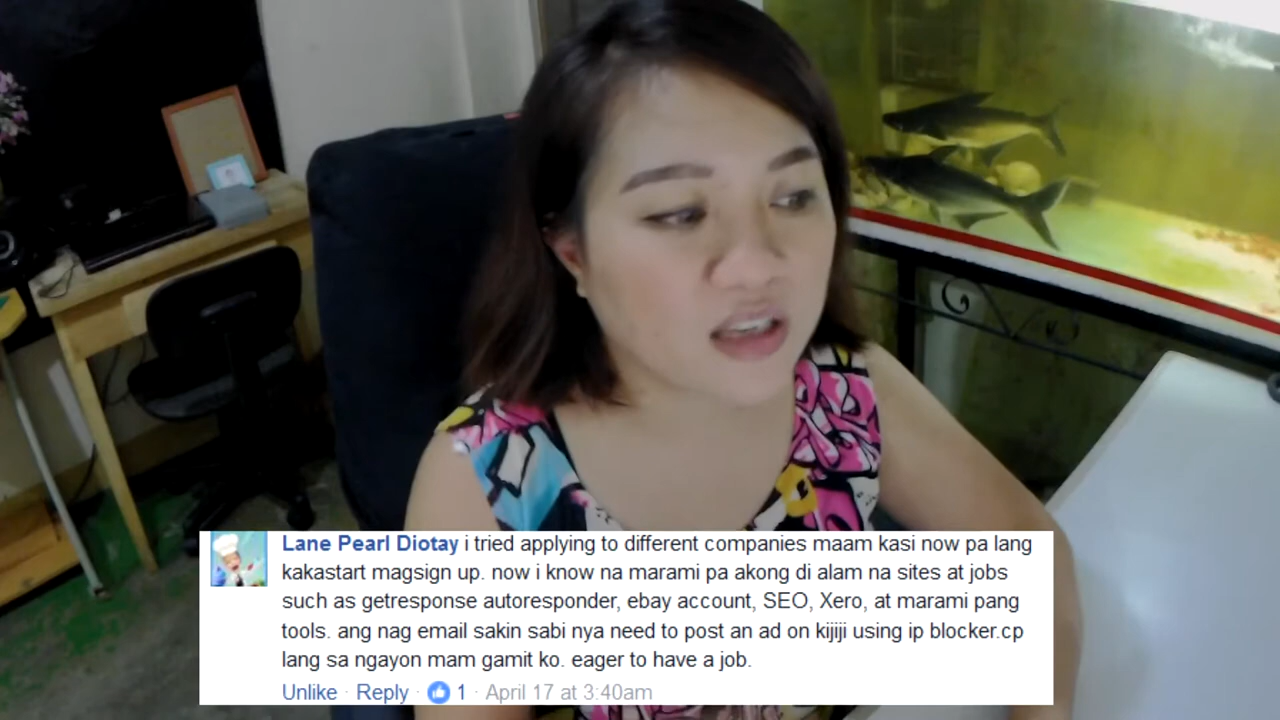 Lane Pearl Diotay i tried applying to different companies maam kasi now pa lang
kakastart magsign up. now i know na marami pa akong di alam na sites at jobs
such as getresponse autoresponder, ebay account, SEO, Xero, at marami pang
tools. ang nag email sakin sabi nya need to post an ad on kijiji using ip blocker.cp
lang sa ngayon mam gamit ko. eager to have a job.
Unlike · Reply · 1 · April 17 at 3:40am